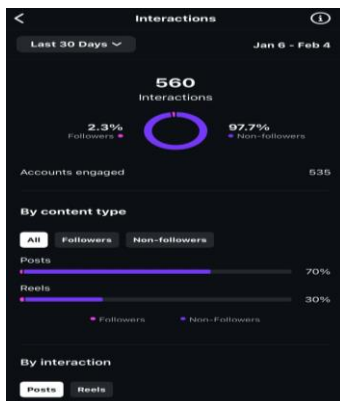 Interactions
Last 30 Days
Jan 6 - Feb 4
560
Interactions
2.3%
Followers
97.7%
Non-followers
Accounts engaged 535
By content type
All Followers Non-followers
Posts
70%
Reels
30%
Followers Non-Followers
By interaction
Posts Reels